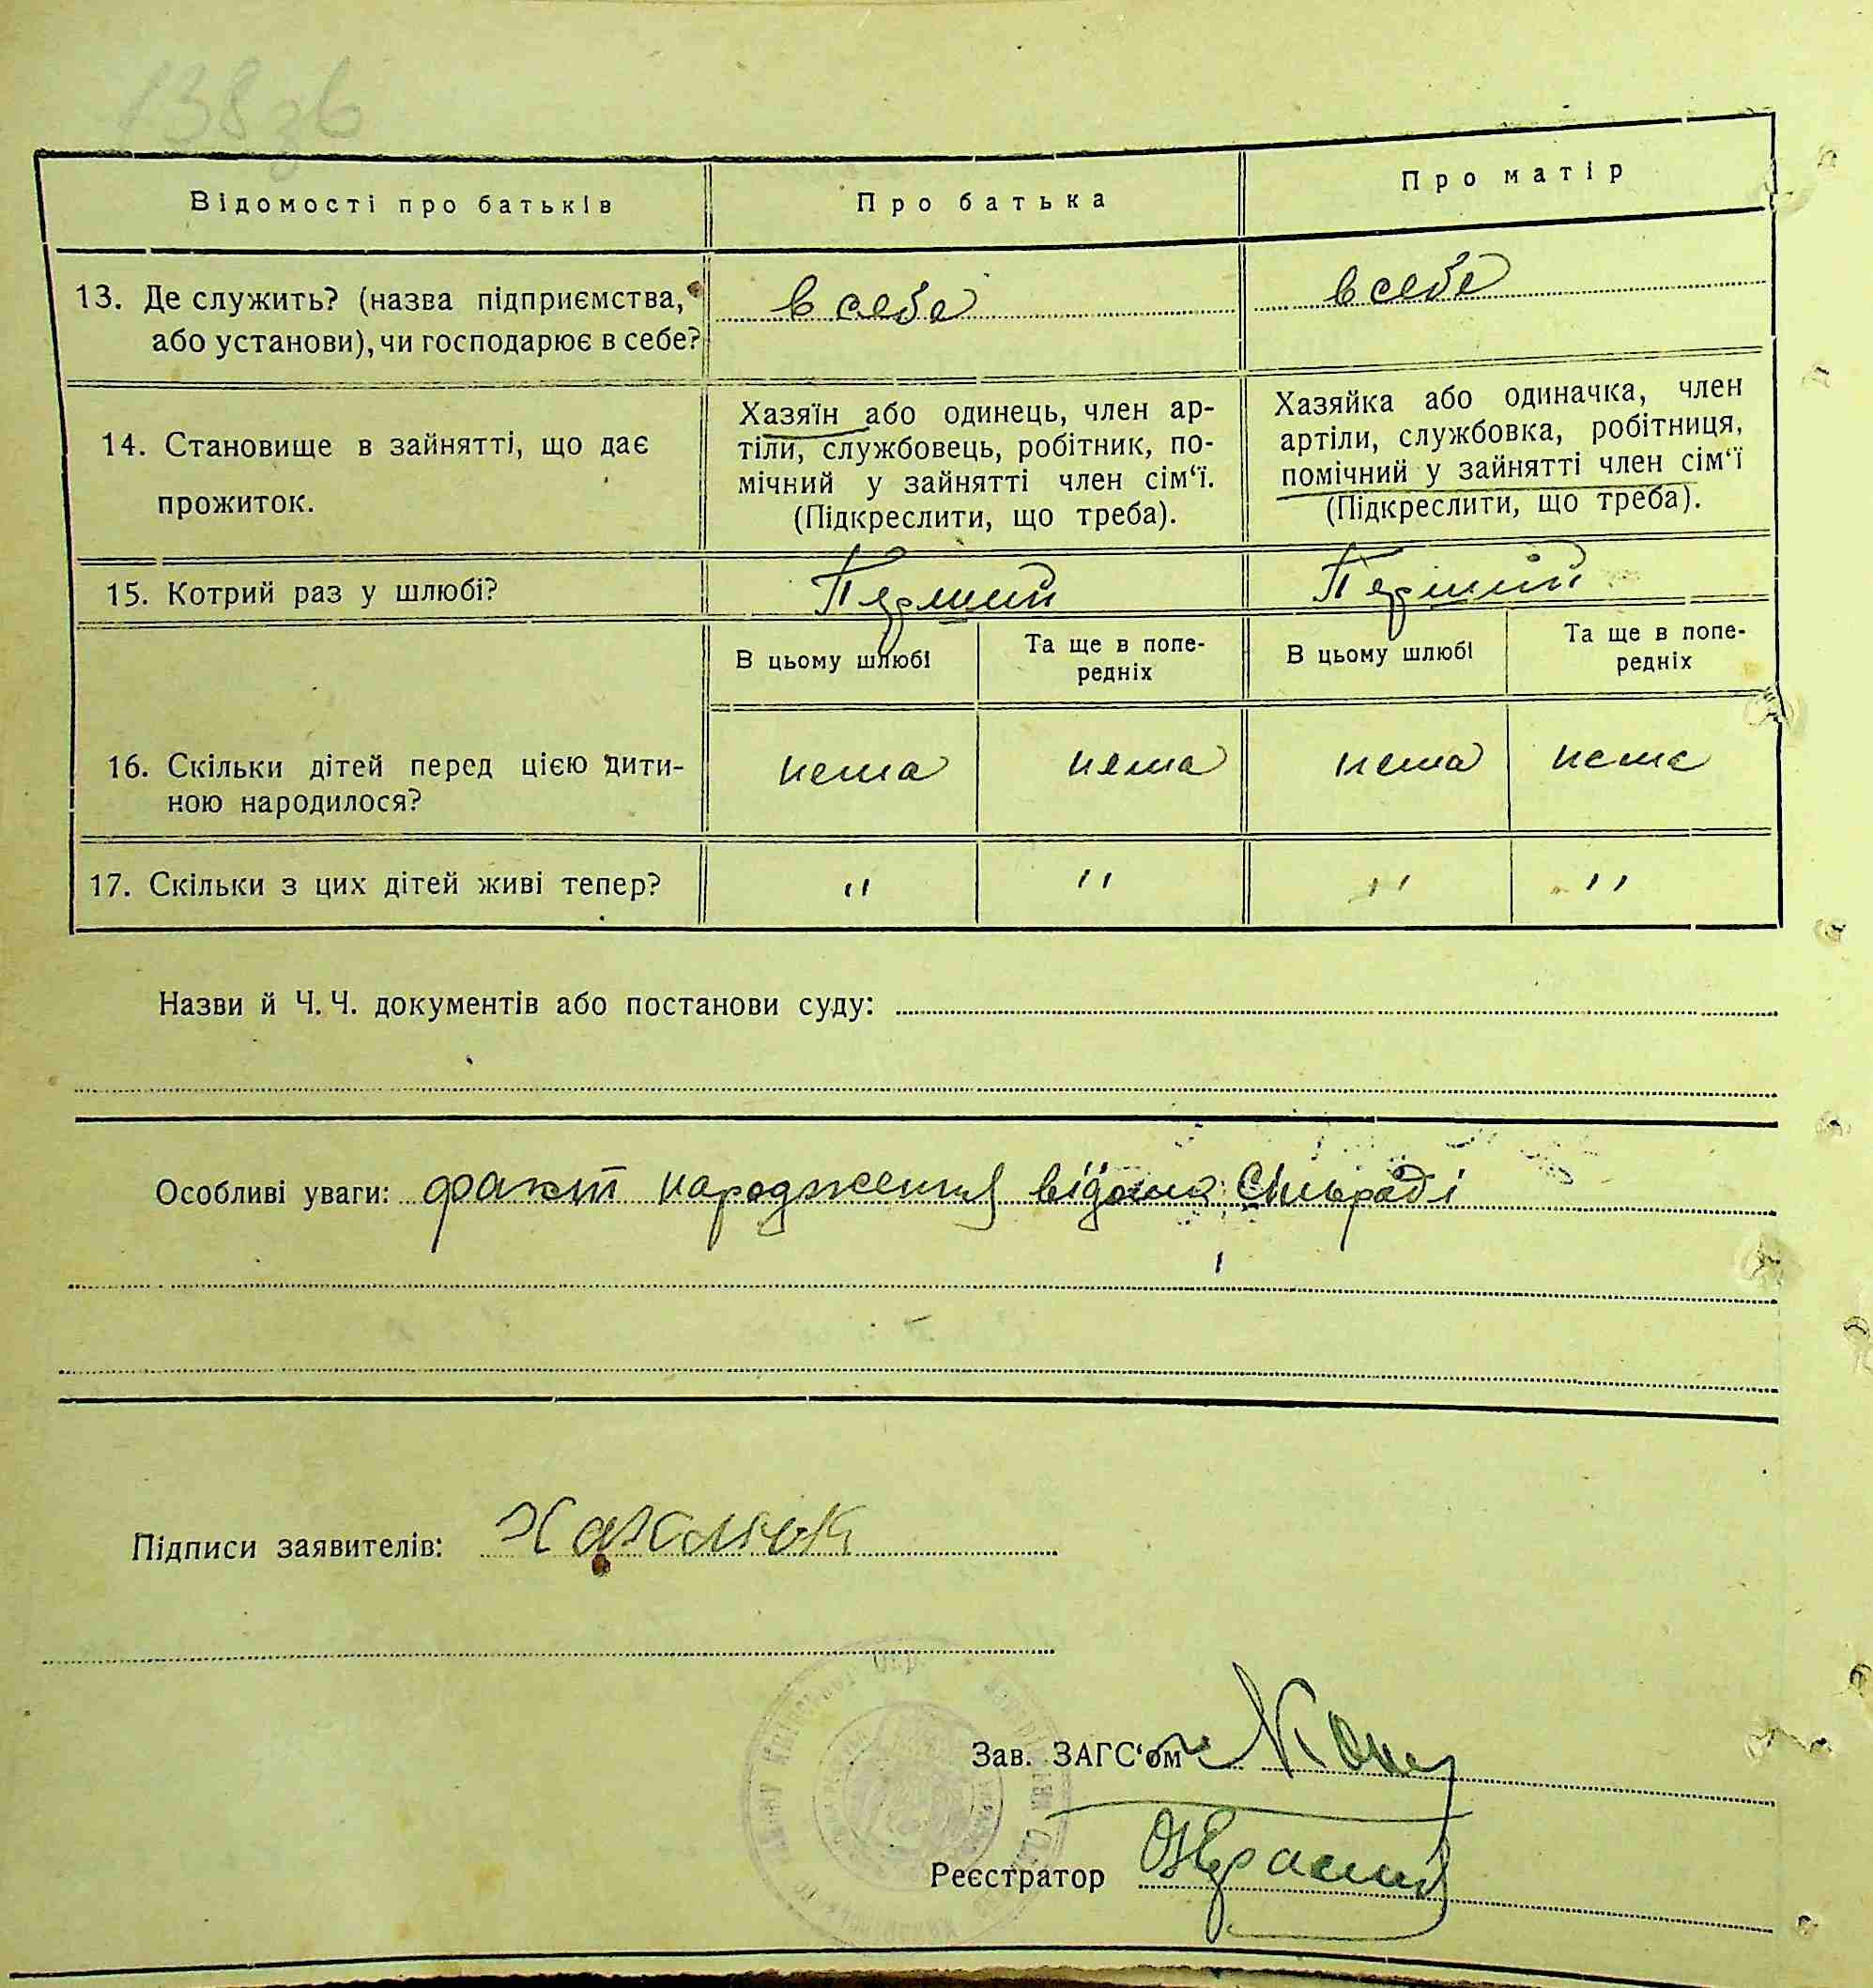 138 зв
Відомості про батьків
Про батька
Про матір
13. Де служить? (назва підприємства, або установи), чи господарює в себе?
в себе
в себе
14. Становище в зайнятті, що дає прожиток.
Хазяїн або одинець, член ар-
тіли, службовець, робітник, по-
мічний у зайнятті член сім‘ї.
(Підкреслити, що треба).
Хазяйка або одиначка, член
артіли, службовка, робітниця,
помічний у зайнятті член сім‘ї
(Підкреслити, що треба).
15. Котрий раз у шлюбі?
Перший
Перший
В цьому шлюбі
Та ще в попе-
редніх
В цьому шлюбі
Та ще в попе-
редніх
16. Скільки дітей перед цією дити-
ною народилося?
нема
нема
нема
нема
17. Скільки з цих дітей живі тепер?
"
"
"
"
Назви й Ч. Ч. документів або постанови суду:
Особливі уваги: факт народження відома Сільраді
Підписи заявителів:
Зав. ЗАГС‘ом
Реєстратор